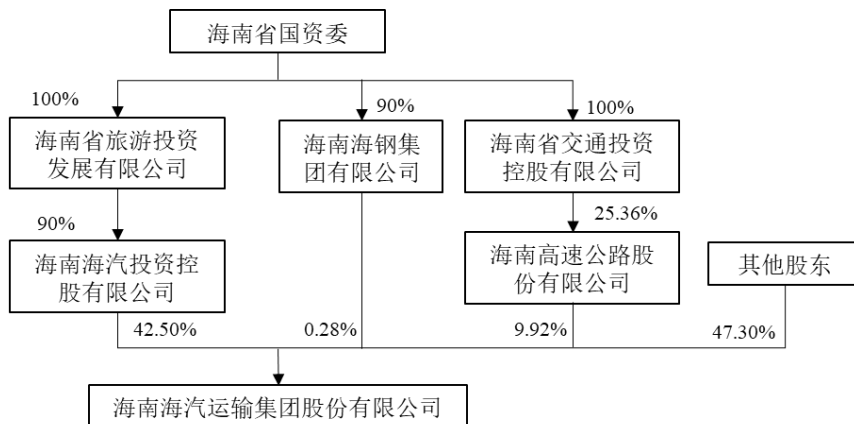 海南省国资委
100%
90%
100%
海南省旅游投资
发展有限公司
海南海钢集
团有限公司
海南省交通投资
控股有限公司
90%
25.36%
海南海汽投资控
股有限公司
海南高速公路股
份有限公司
其他股东
42.50%
0.28%
9.92%
47.30%
海南海汽运输集团股份有限公司